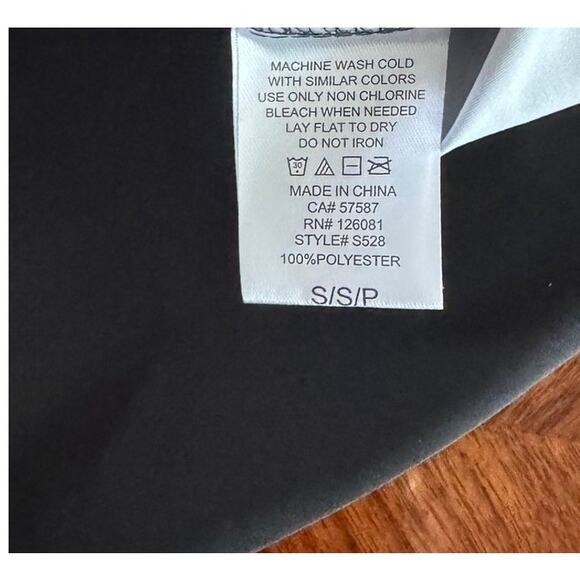 MACHINE WASH COLD
WITH SIMILAR COLORS
USE ONLY NON CHLORINE
BLEACH WHEN NEEDED
LAY FLAT TO DRY
DO NOT IRON
30
MADE IN CHINA
CA# 57587
RN# 126081
STYLE# S528
100%POLYESTER
S/S/P